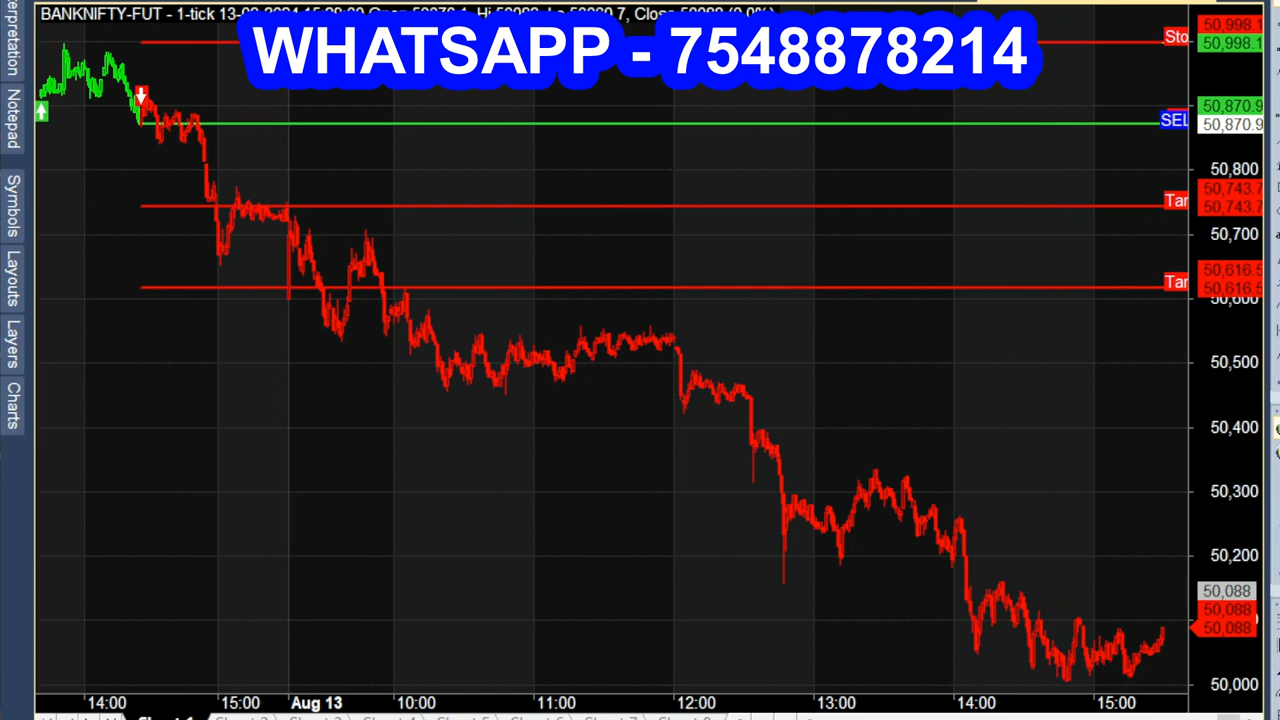 BANKNIFTY-FUT - 1-tick
WHATSAPP - 7548878214
Interpretation
Notepad
Symbols
Layouts
Layers
Charts
Sto
50,998.1
50,998.1
50,870.9
SEL
50,870.9
50,800
50,743.7
Tar
50,743.7
50,700
50,616.5
Tar
50,616.5
50,600
50,500
50,400
50,300
50,200
50,088
50,088
50,088
50,000
14:00 15:00 Aug 13 10:00 11:00 12:00 13:00 14:00 15:00